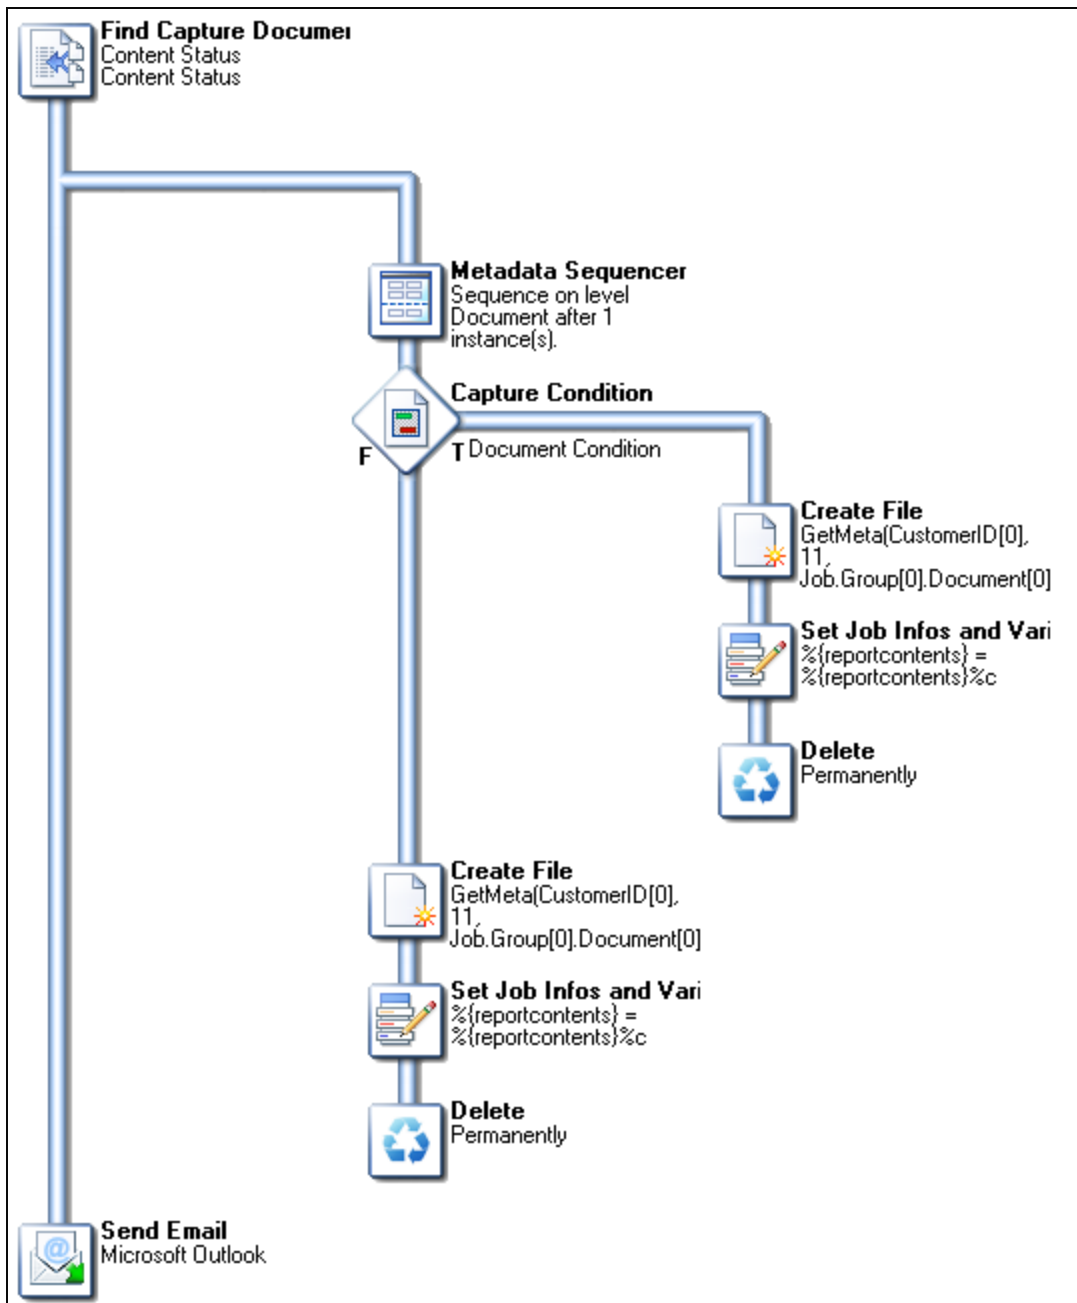 Find Capture Documer
Content Status
Content Status
Metadata Sequencer
Sequence on level
Document after 1
instance(s).
Capture Condition
F
T Document Condition
Create File
GetMeta(CustomerID[0],
11,
Job.Group[0].Document[0]
Set Job Infos and Vari
%{reportcontents} =
%{reportcontents}%c
Delete
Permanently
Create File
GetMeta(CustomerID[0],
11,
Job.Group[0].Document[0]
Set Job Infos and Vari
%{reportcontents} =
%{reportcontents}%c
Delete
Permanently
@
Send Email
Microsoft Outlook